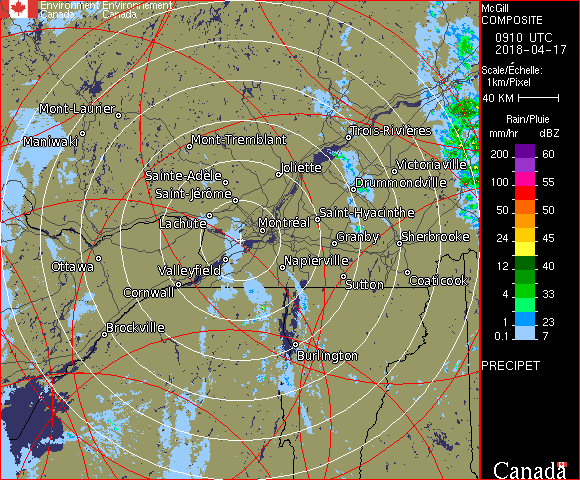 Environment Environnement
Canada Canada
McGill
COMPOSITE
0910 UTC
2018-04-17
Scale/Échelle:
1km/Pixel
40 KM
Rain/Pluie
mm/hr dBZ
200 60
155
100 55
50 50
24 45
12 40
4 33
1 23
0.1 7
PRECIPET
Canada
Mont-Laurier
Maniwaki
Mont-Tremblant
Trois-Rivières
Joliette
Victoriaville
Sainte-Adèle
Drummondville
Saint-Jérôme
Lachute
Saint-Hyacinthe
Montréal
Granby
Sherbrooke
Ottawa
Valleyfield
Napierville
Cornwall
Sutton
Coaticook
Brockville
Burlington